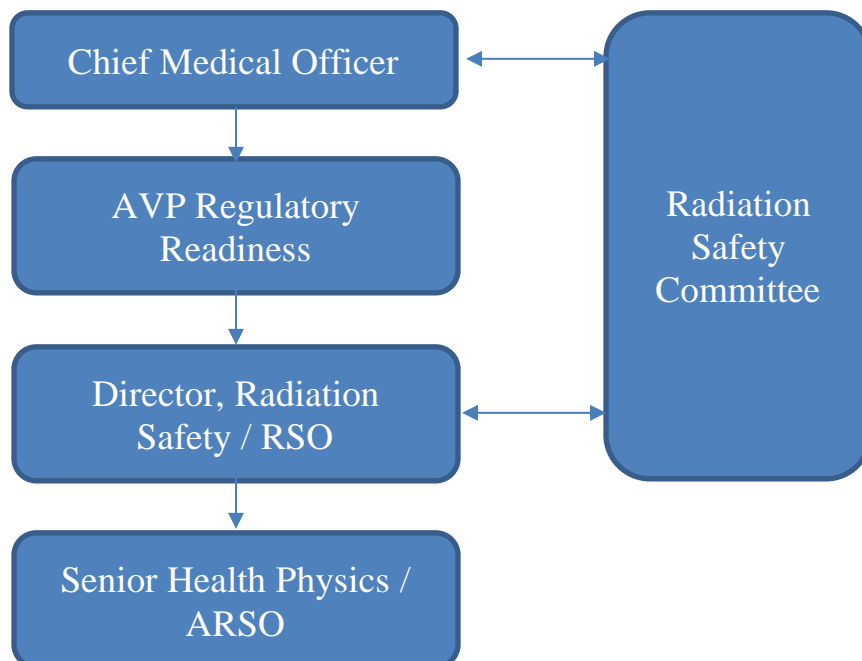 Chief Medical Officer
AVP Regulatory
Readiness
Director, Radiation
Safety / RSO
Senior Health Physics /
ARSO
Radiation
Safety
Committee